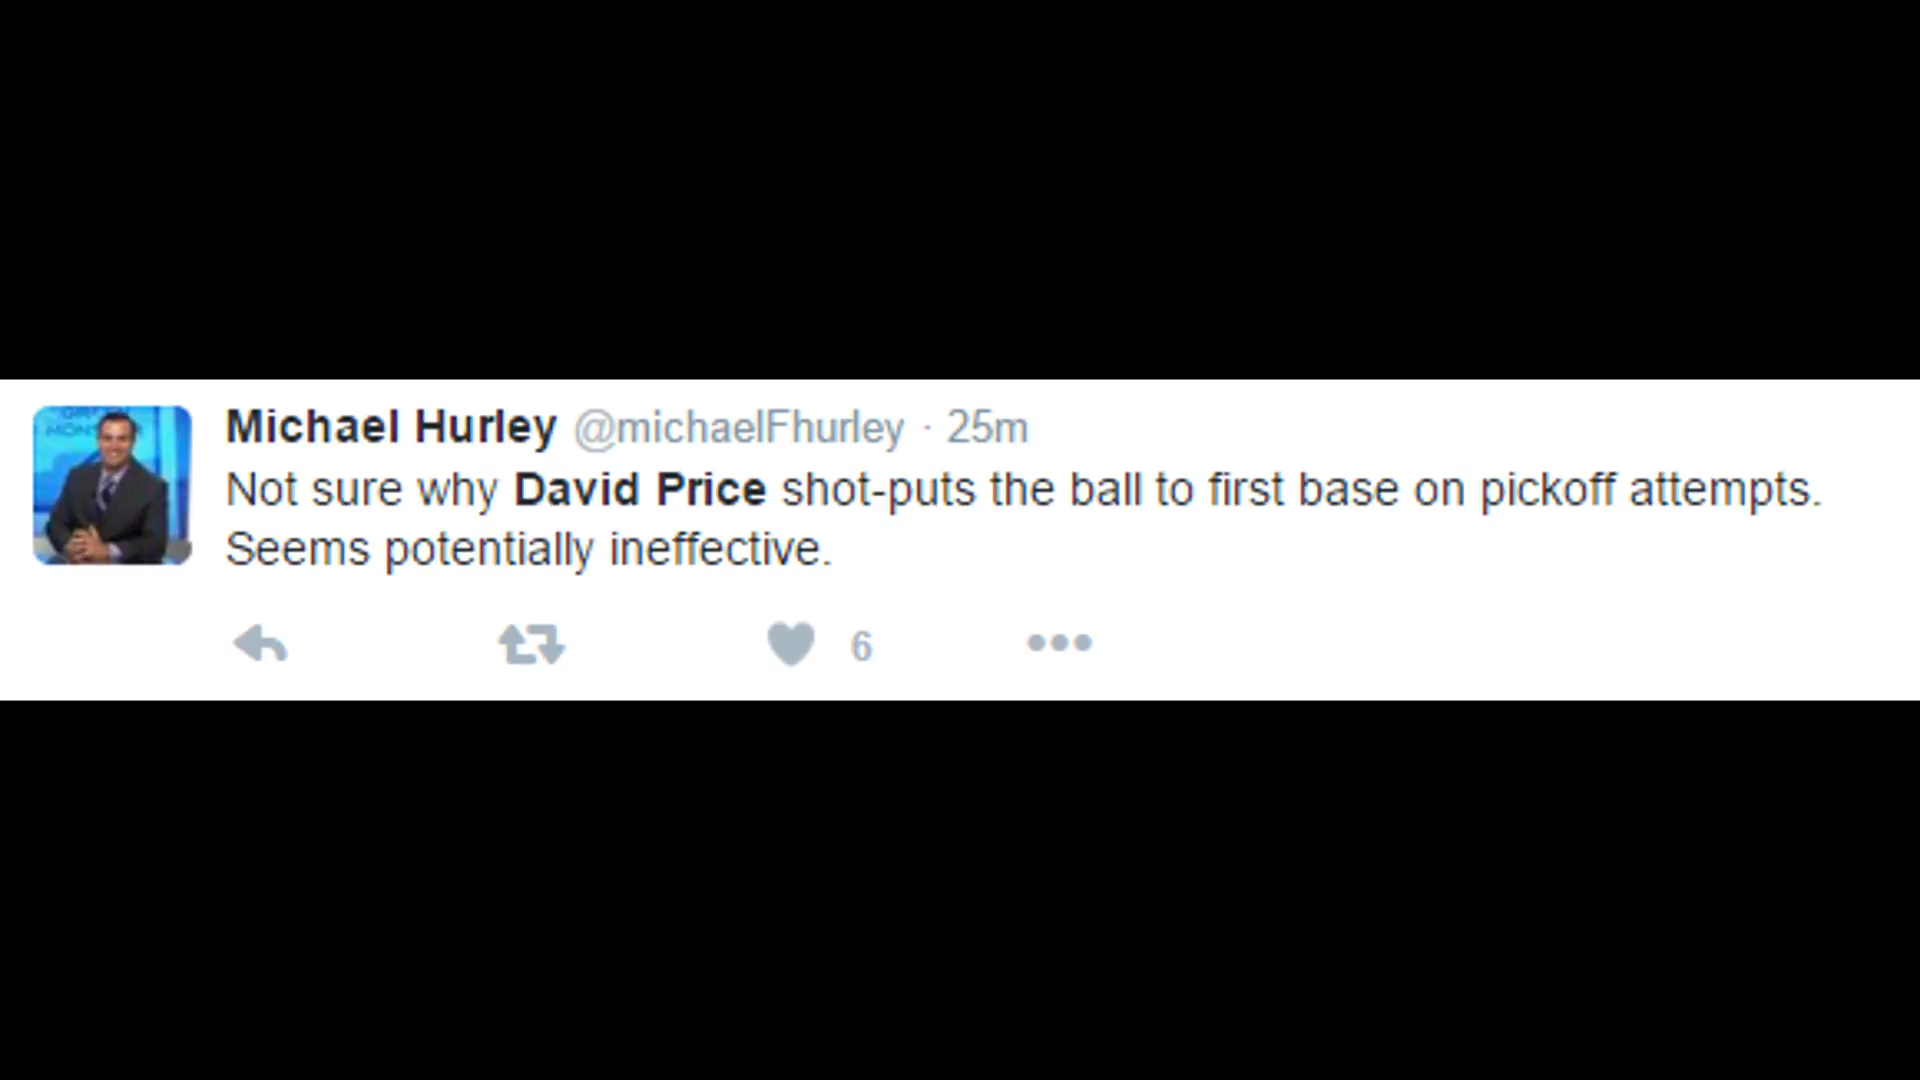 Michael Hurley @michaelFhurley · 25m
Not sure why David Price shot-puts the ball to first base on pickoff attempts.
Seems potentially ineffective.
6